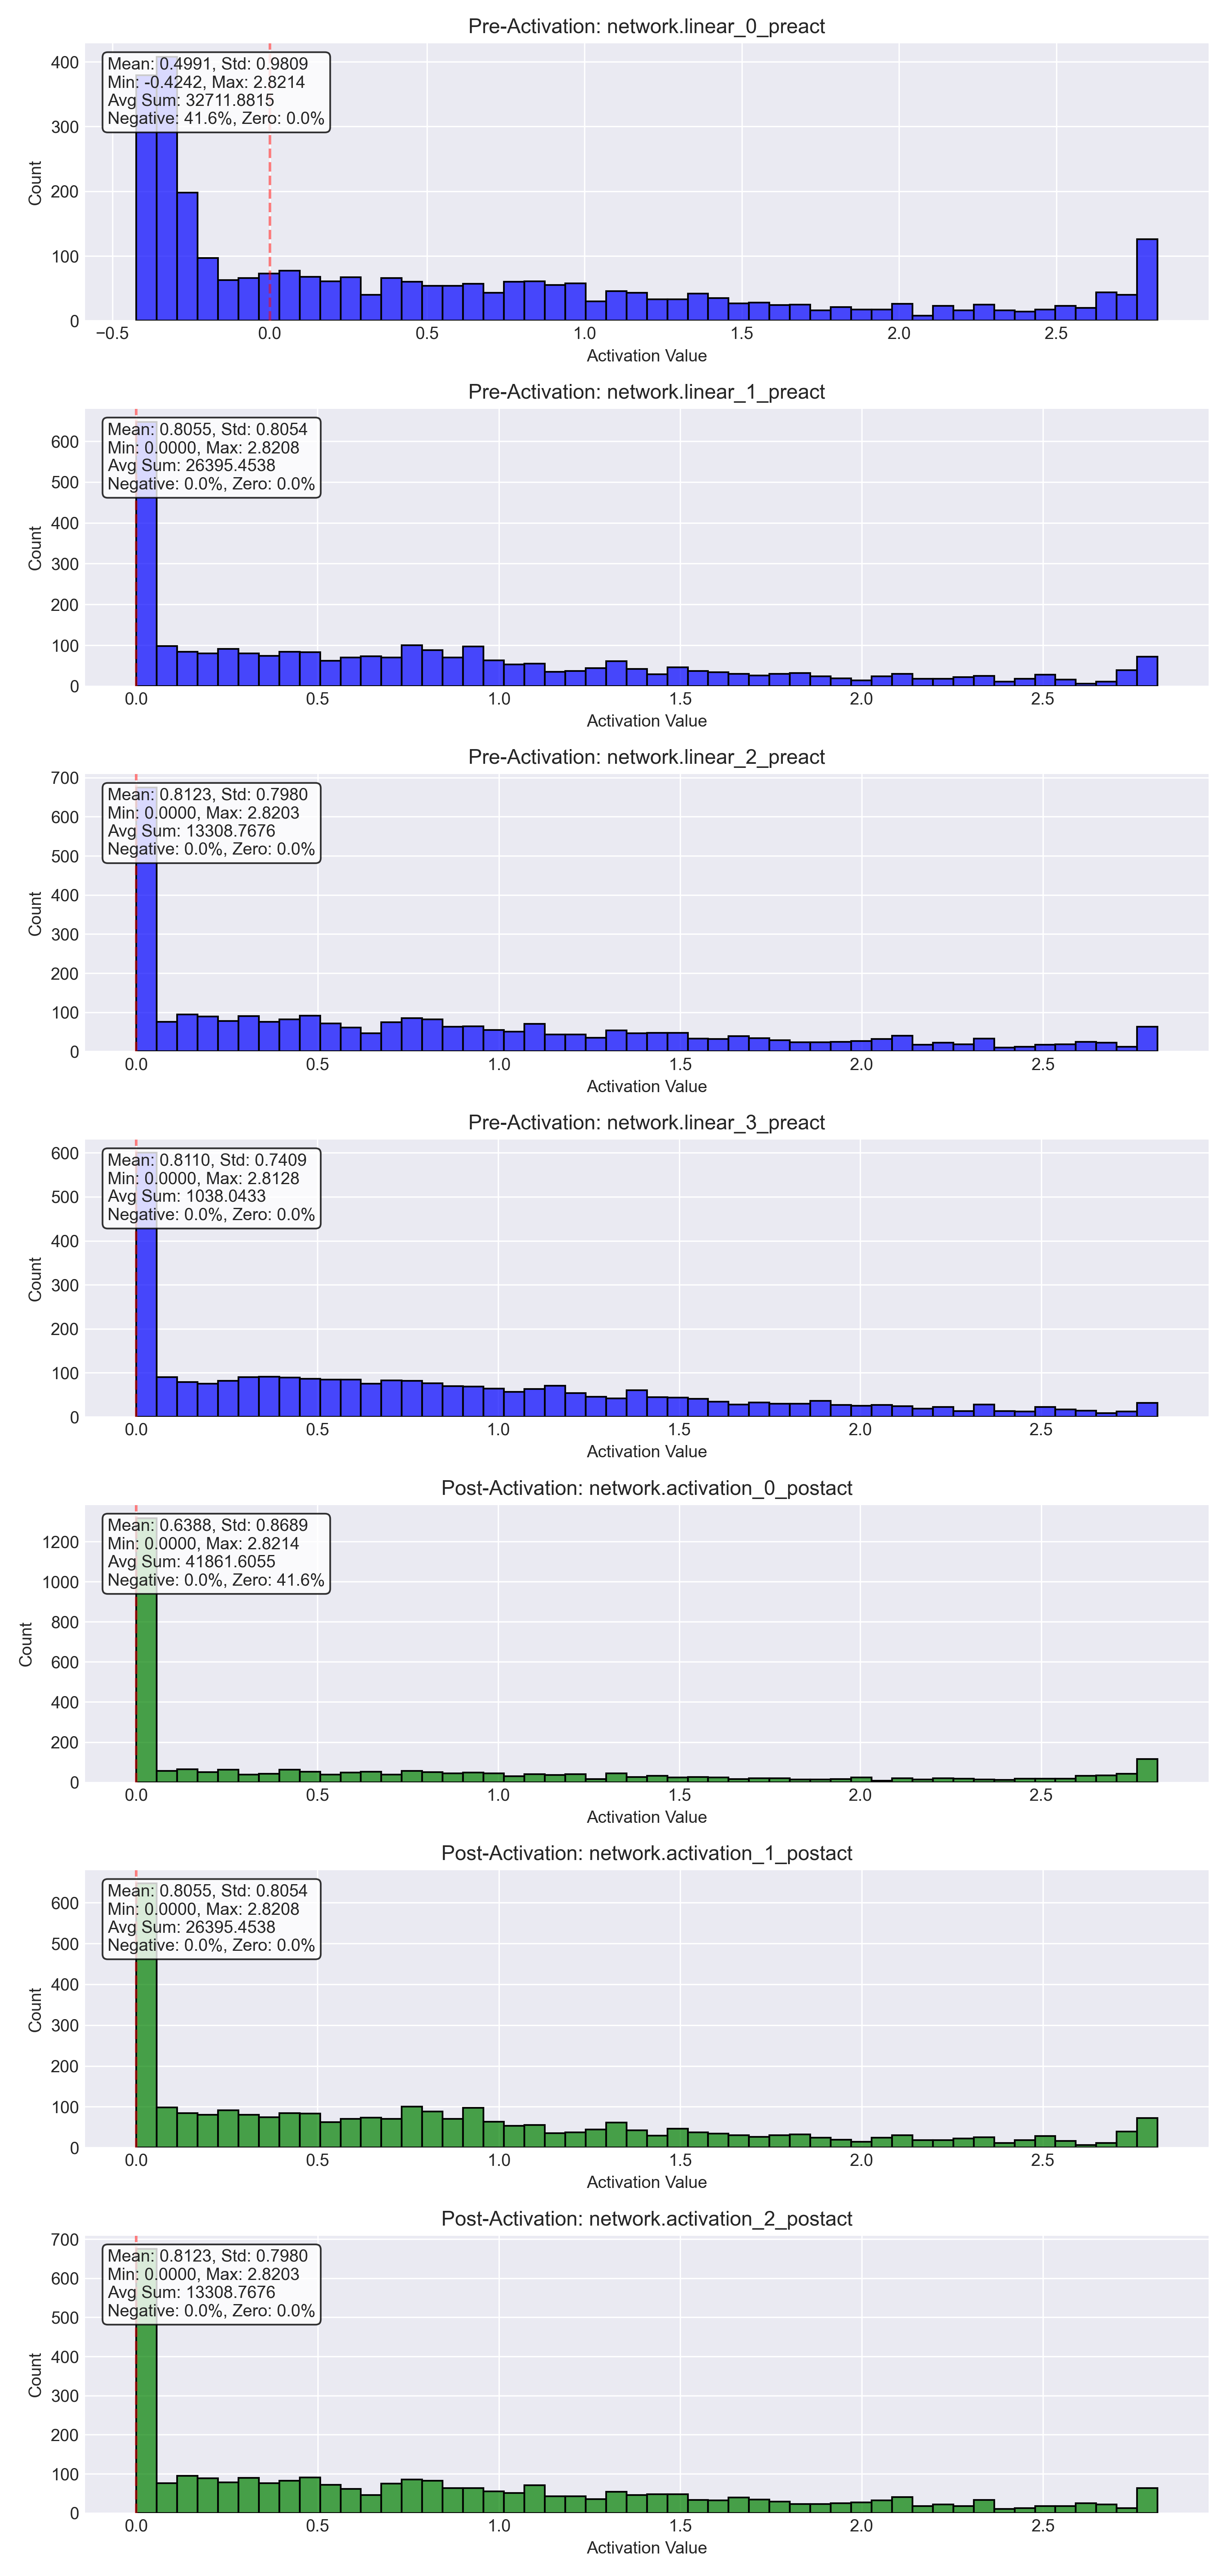 Pre-Activation: network.linear_0_preact
Mean: 0.4991, Std: 0.9809
Min: -0.4242, Max: 2.8214
Avg Sum: 32711.8815
Negative: 41.6%, Zero: 0.0%
Count
400
300
200
100
0
−0.5 0.0 0.5 1.0 1.5 2.0 2.5
Activation Value
Pre-Activation: network.linear_1_preact
Mean: 0.8055, Std: 0.8054
Min: 0.0000, Max: 2.8208
Avg Sum: 26395.4538
Negative: 0.0%, Zero: 0.0%
Count
600
500
400
300
200
100
0
0.0 0.5 1.0 1.5 2.0 2.5
Activation Value
Pre-Activation: network.linear_2_preact
Mean: 0.8123, Std: 0.7980
Min: 0.0000, Max: 2.8203
Avg Sum: 13308.7676
Negative: 0.0%, Zero: 0.0%
Count
700
600
500
400
300
200
100
0
0.0 0.5 1.0 1.5 2.0 2.5
Activation Value
Pre-Activation: network.linear_3_preact
Mean: 0.8110, Std: 0.7409
Min: 0.0000, Max: 2.8128
Avg Sum: 1038.0433
Negative: 0.0%, Zero: 0.0%
Count
600
500
400
300
200
100
0
0.0 0.5 1.0 1.5 2.0 2.5
Activation Value
Post-Activation: network.activation_0_postact
Mean: 0.6388, Std: 0.8689
Min: 0.0000, Max: 2.8214
Avg Sum: 41861.6055
Negative: 0.0%, Zero: 41.6%
Count
1200
1000
800
600
400
200
0
0.0 0.5 1.0 1.5 2.0 2.5
Activation Value
Post-Activation: network.activation_1_postact
Mean: 0.8055, Std: 0.8054
Min: 0.0000, Max: 2.8208
Avg Sum: 26395.4538
Negative: 0.0%, Zero: 0.0%
Count
600
500
400
300
200
100
0
0.0 0.5 1.0 1.5 2.0 2.5
Activation Value
Post-Activation: network.activation_2_postact
Mean: 0.8123, Std: 0.7980
Min: 0.0000, Max: 2.8203
Avg Sum: 13308.7676
Negative: 0.0%, Zero: 0.0%
Count
700
600
500
400
300
200
100
0
0.0 0.5 1.0 1.5 2.0 2.5
Activation Value